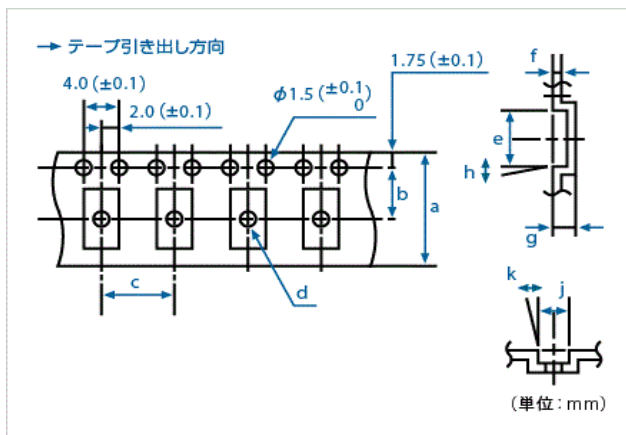 → テープ引き出し方向
4.0 (±0.1)
2.0 (±0.1)
φ1.5 (±0.1 0)
1.75 (±0.1)
a
b
c
d
e
f
g
h
k
j
(単位:mm)